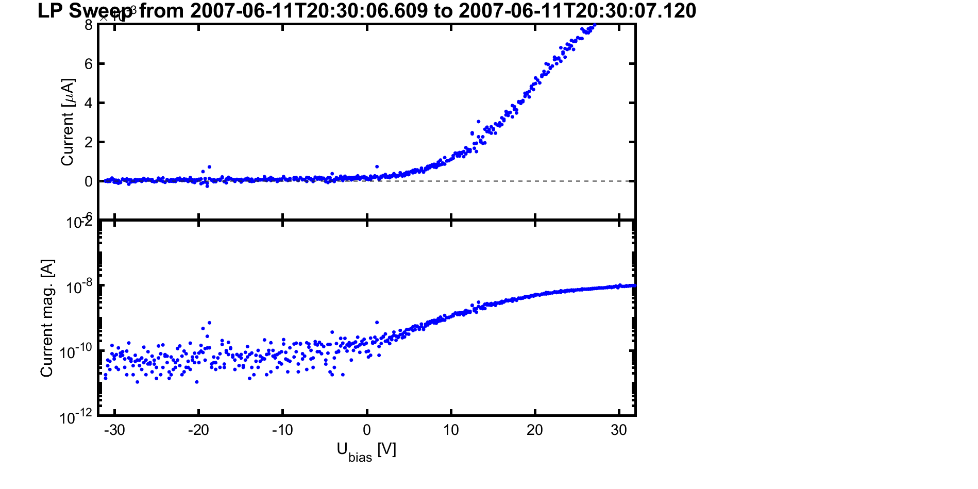 LP Sweep from 2007-06-11T20:30:06.609 to 2007-06-11T20:30:07.120
8
6
4
2
0
-2
Current [μA]
10-6
10-8
10-10
10-12
Current mag. [A]
-30 -20 -10 0 10 20 30
Ubias [V]